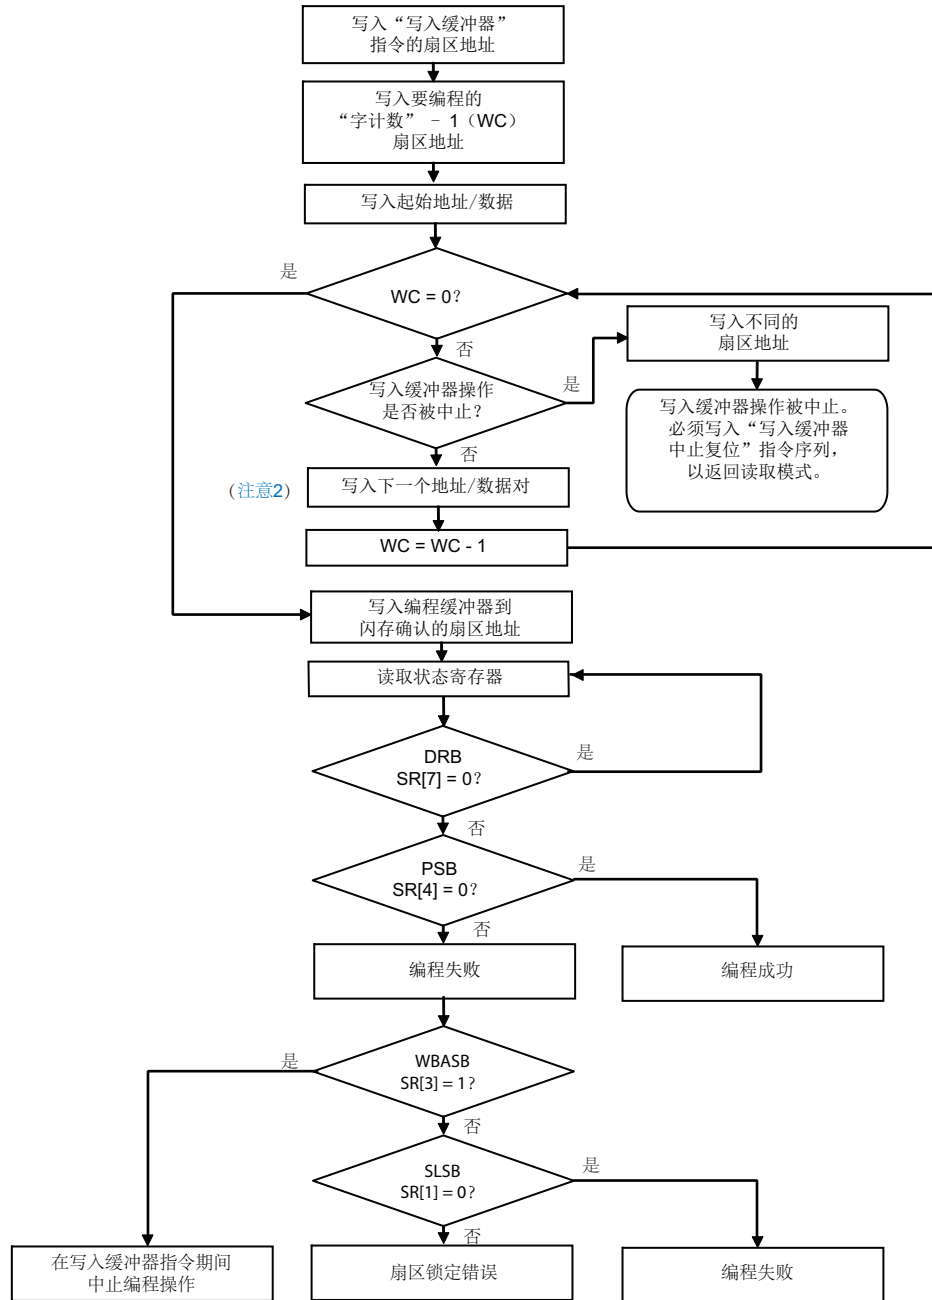 写入“写入缓冲器”
指令的扇区地址
写入要编程的
“字计数” - 1（WC）
扇区地址
写入起始地址/数据
是
WC = 0？
否
写入不同的
扇区地址
写入缓冲器操作
是否被中止？
是
写入缓冲器操作被中止。
必须写入“写入缓冲器
中止复位”指令序列，
以返回读取模式。
否
（注意2）
写入下一个地址/数据对
WC = WC - 1
写入编程缓冲器到
闪存确认的扇区地址
读取状态寄存器
DRB
SR[7] = 0？
是
否
PSB
SR[4] = 0？
是
否
编程失败
编程成功
是
WBASB
SR[3] = 1？
否
SLSB
SR[1] = 0？
是
否
在写入缓冲器指令期间
中止编程操作
扇区锁定错误
编程失败